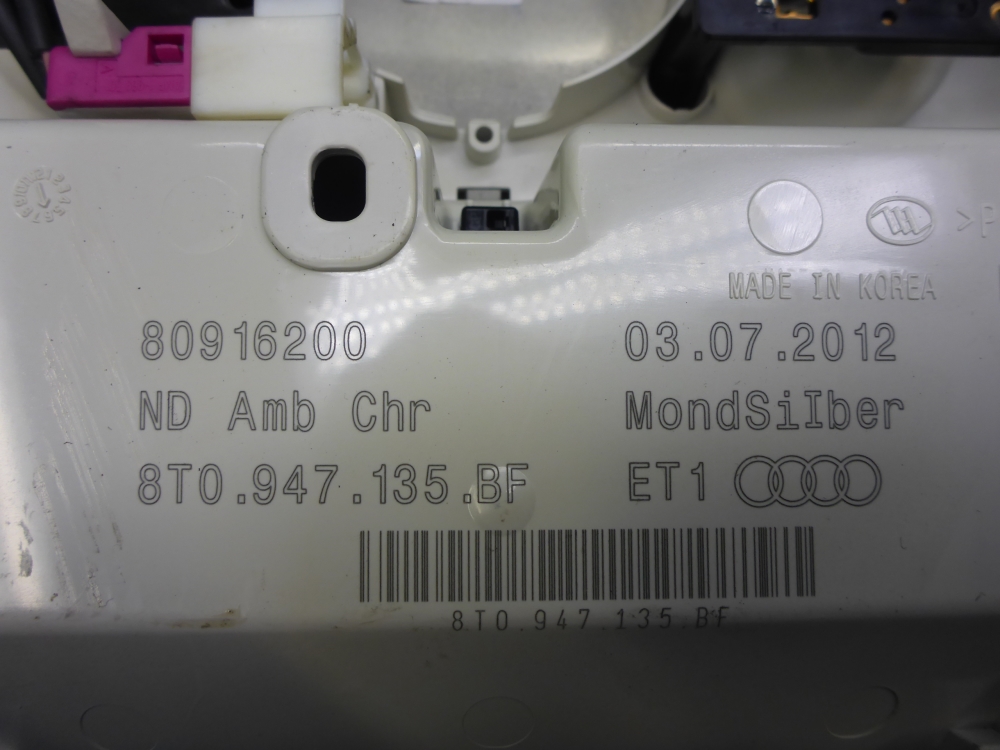 MADE IN KOREA
80916200 03.07.2012
ND Amb Chr MondSilber
8T0.947.135.BF ET1
8T0.947.135.BF